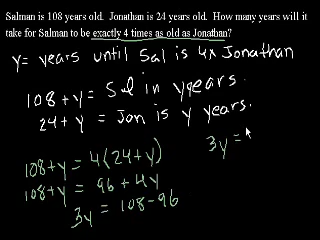 Salman is 108 years old. Jonathan is 24 years old. How many years will it
take for Salman to be exactly 4 times as old as Jonathan?
y= years until Sal is 4x Jonathan
108+y= Sal in yyears.
24+y = Jon is y years.
108+y = 4(24+y)
108+y = 96 + 4y
3y = 108-96
3y =